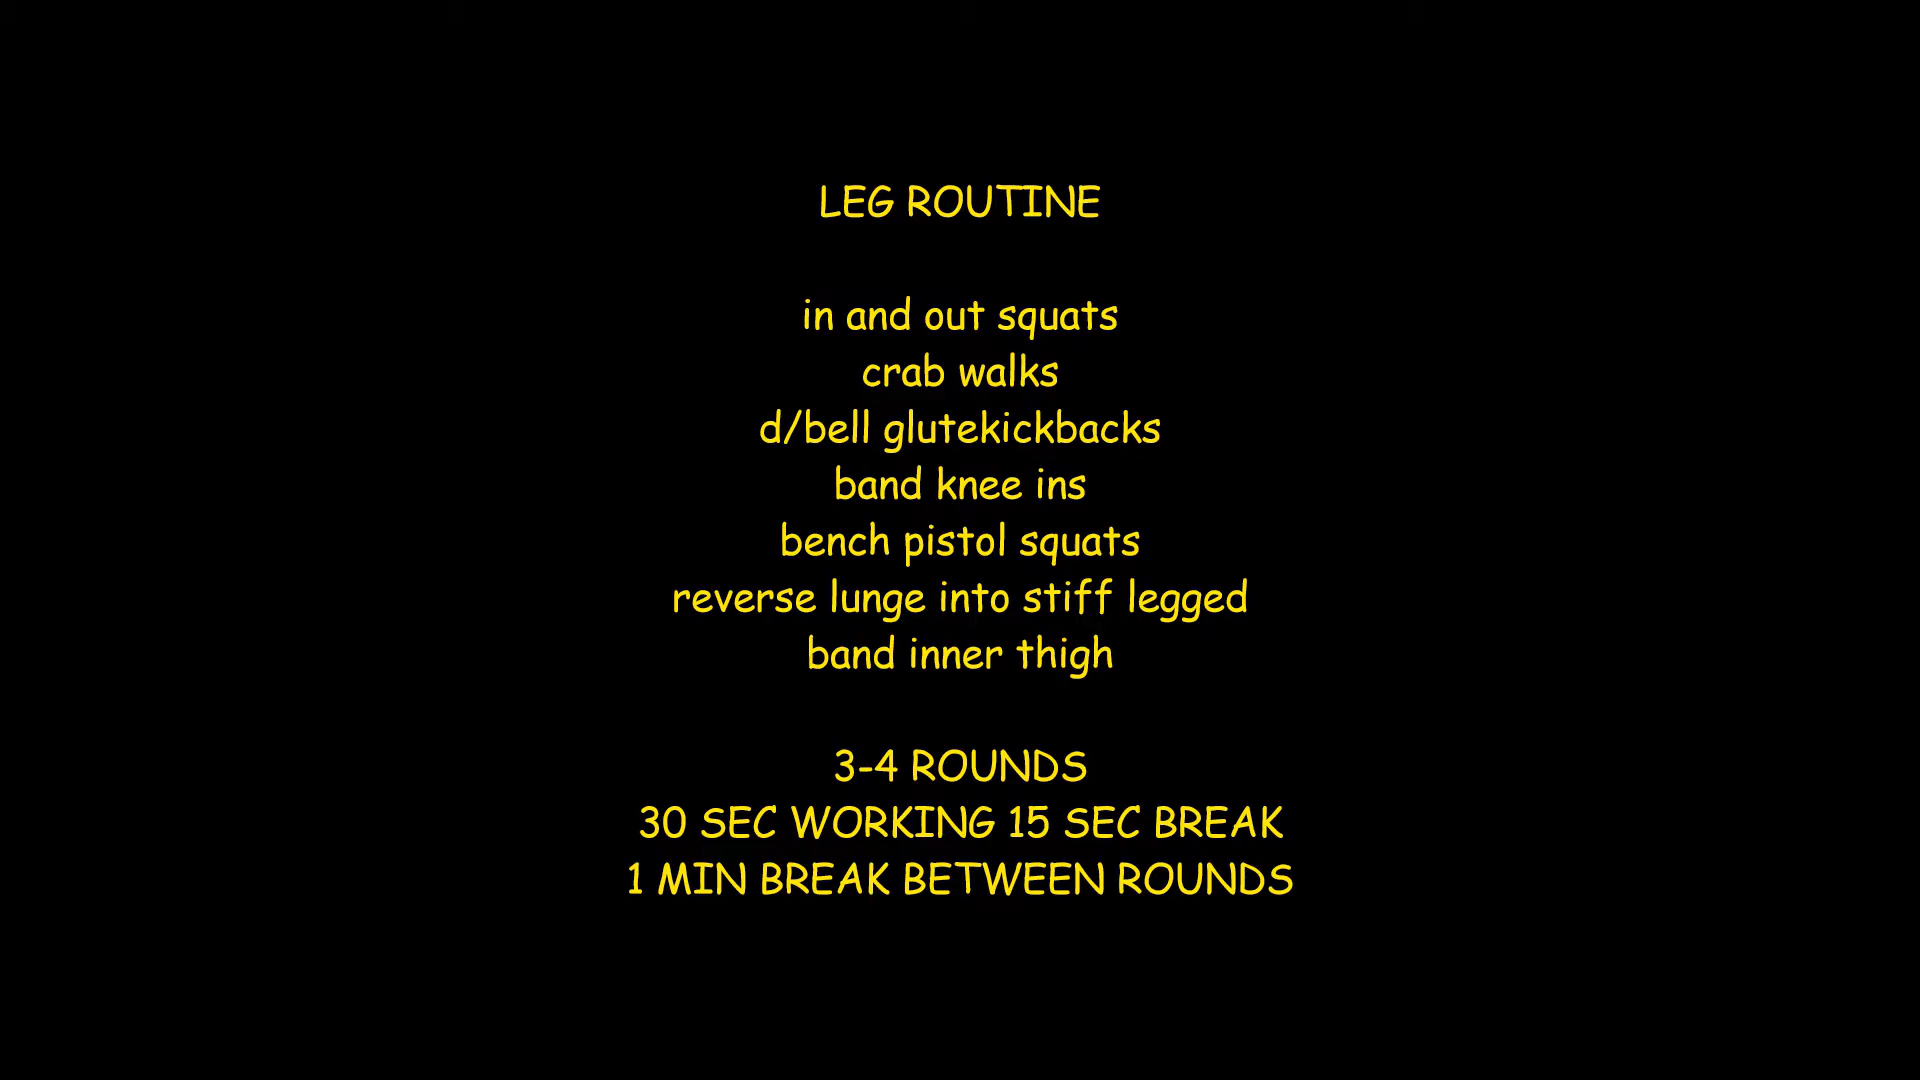 LEG ROUTINE
in and out squats
crab walks
d/bell glutekickbacks
band knee ins
bench pistol squats
reverse lunge into stiff legged
band inner thigh
3-4 ROUNDS
30 SEC WORKING 15 SEC BREAK
1 MIN BREAK BETWEEN ROUNDS